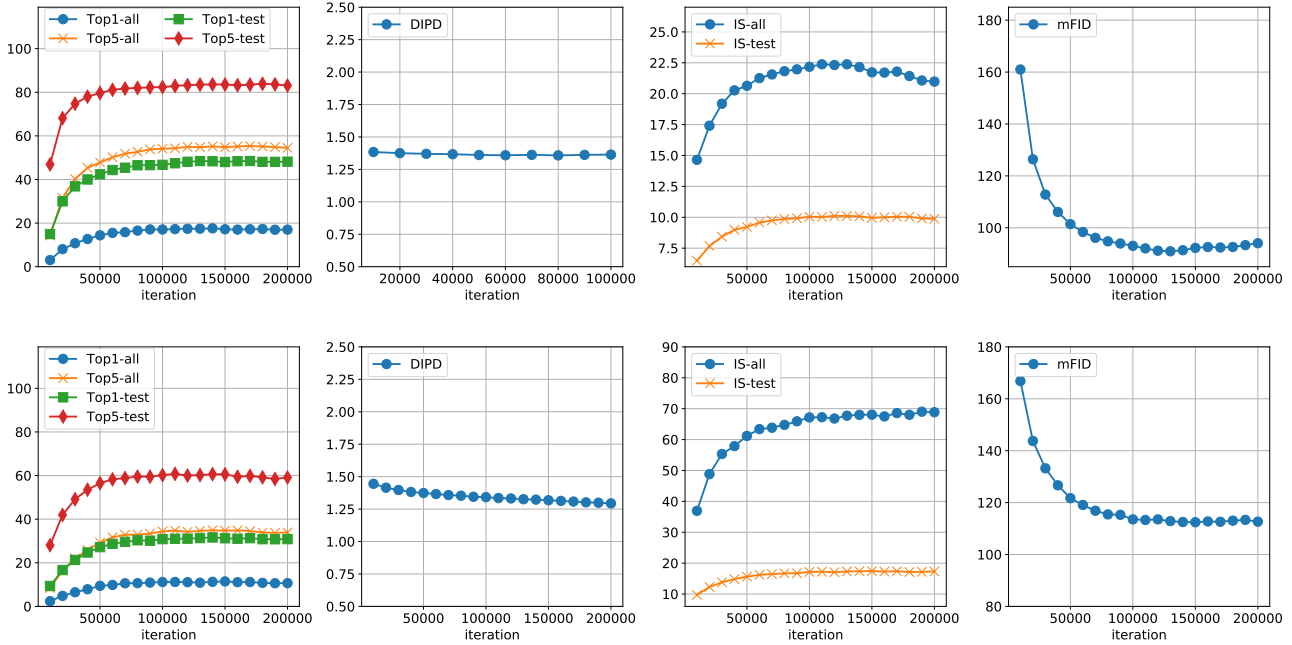 Top1-all
Top5-all
Top1-test
Top5-test
0
20
40
60
80
100
50000 100000 150000 200000
iteration
DIPD
2.50
2.25
2.00
1.75
1.50
1.25
1.00
0.75
0.50
20000 40000 60000 80000 100000
iteration
IS-all
IS-test
25.0
22.5
20.0
17.5
15.0
12.5
10.0
7.5
50000 100000 150000 200000
iteration
mFID
180
160
140
120
100
50000 100000 150000 200000
iteration
Top1-all
Top5-all
Top1-test
Top5-test
100
80
60
40
20
0
50000 100000 150000 200000
iteration
DIPD
2.50
2.25
2.00
1.75
1.50
1.25
1.00
0.75
0.50
50000 100000 150000 200000
iteration
IS-all
IS-test
90
80
70
60
50
40
30
20
10
50000 100000 150000 200000
iteration
mFID
180
160
140
120
100
80
50000 100000 150000 200000
iteration